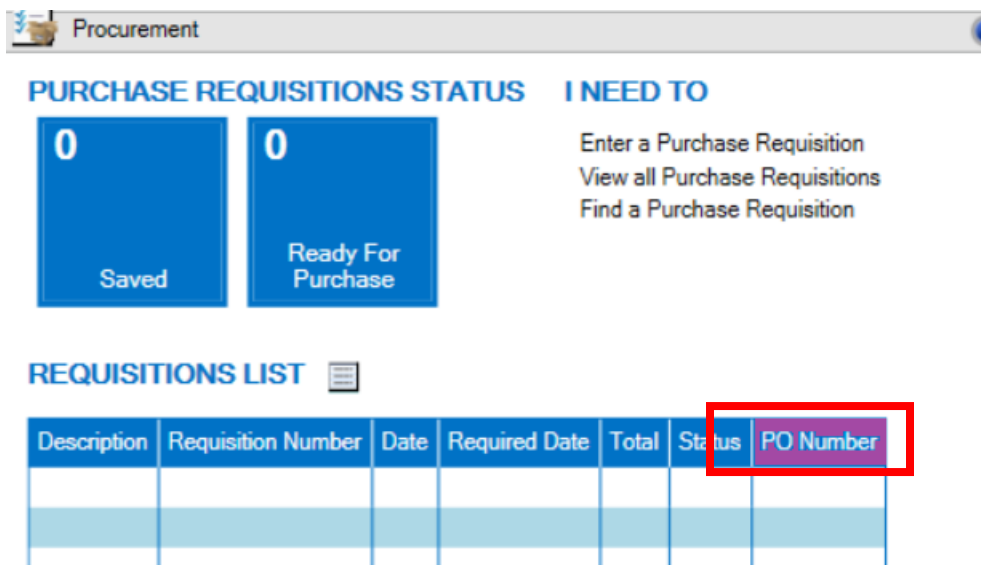 Procurement
PURCHASE REQUISITIONS STATUS
I NEED TO
0
Saved
0
Ready For
Purchase
Enter a Purchase Requisition
View all Purchase Requisitions
Find a Purchase Requisition
REQUISITIONS LIST
Description Requisition Number Date Required Date Total Status PO Number